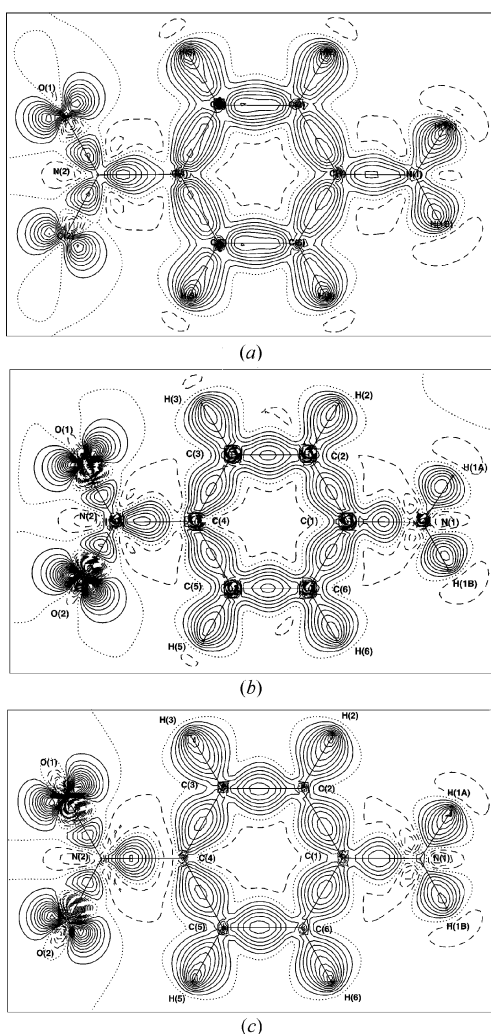 O(1)
N(2)
N(1)
(a)
H(3)
H(2)
O(1)
C(3)
C(2)
H(1A)
N(2)
C(4)
C(1)
N(1)
C(5)
C(6)
H(1B)
O(2)
H(5)
H(6)
(b)
H(3)
H(2)
O(1)
C(3)
C(2)
H(1A)
N(2)
C(4)
C(1)
N(1)
C(5)
C(6)
H(1B)
O(2)
H(5)
H(6)
(c)